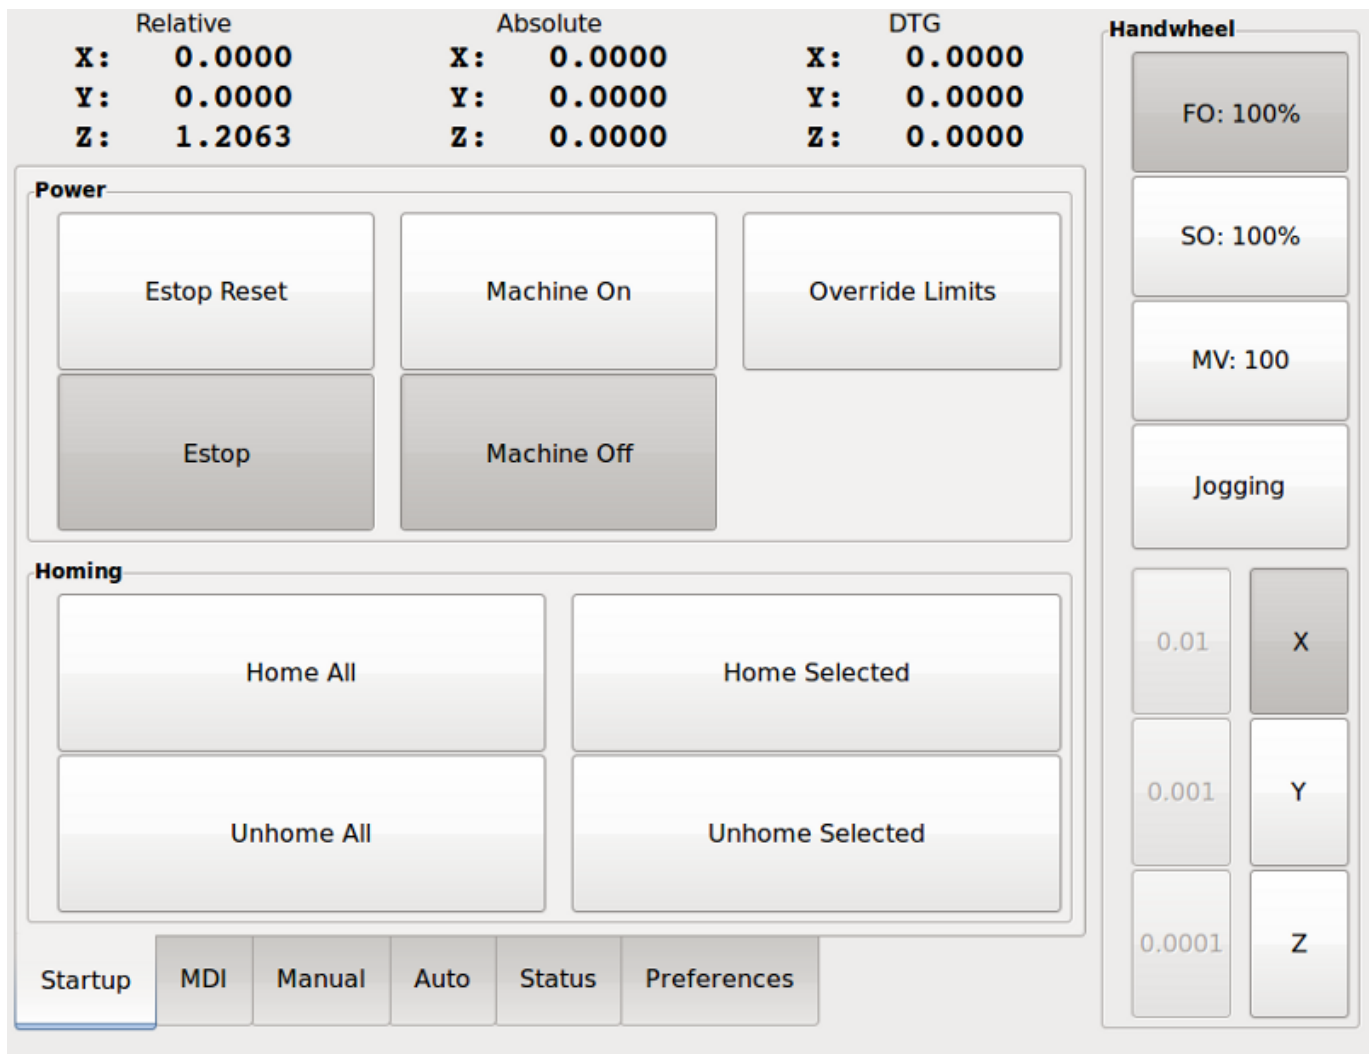 Relative Absolute DTG
X: 0.0000 X: 0.0000 X: 0.0000
Y: 0.0000 Y: 0.0000 Y: 0.0000
Z: 1.2063 Z: 0.0000 Z: 0.0000
Power
Estop Reset Machine On Override Limits
Estop Machine Off
Homing
Home All Home Selected
Unhome All Unhome Selected
Startup MDI Manual Auto Status Preferences
Handwheel
FO: 100%
SO: 100%
MV: 100
Jogging
0.01 X
0.001 Y
0.0001 Z